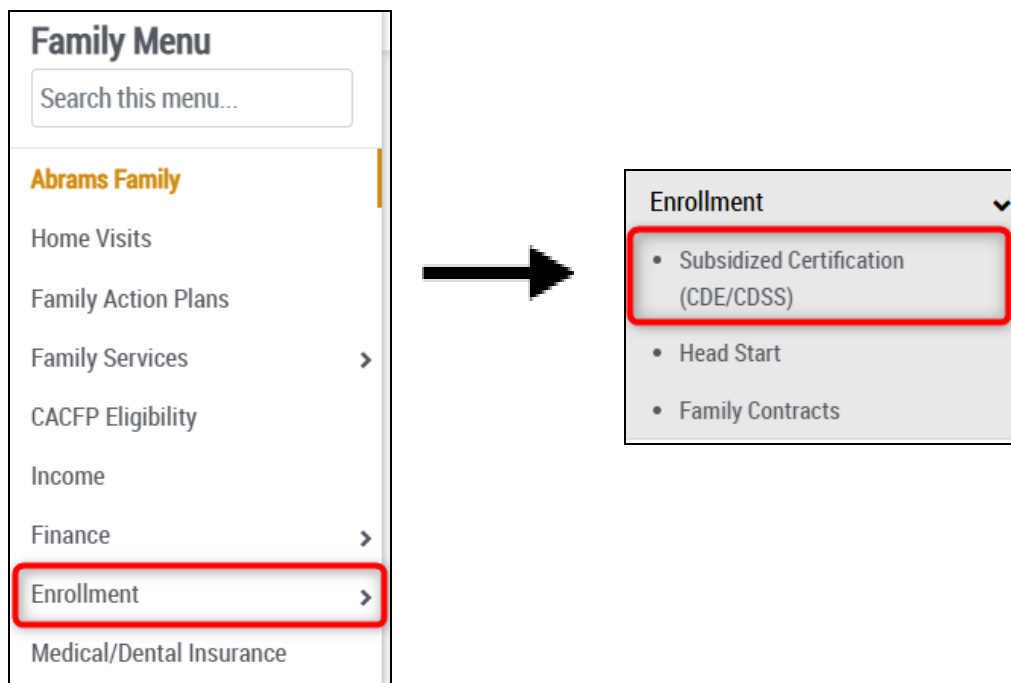 Family Menu
Search this menu...
Abrams Family
Home Visits
Family Action Plans
Family Services
CACFP Eligibility
Income
Finance
Enrollment
Medical/Dental Insurance
Enrollment
Subsidized Certification
(CDE/CDSS)
Head Start
Family Contracts